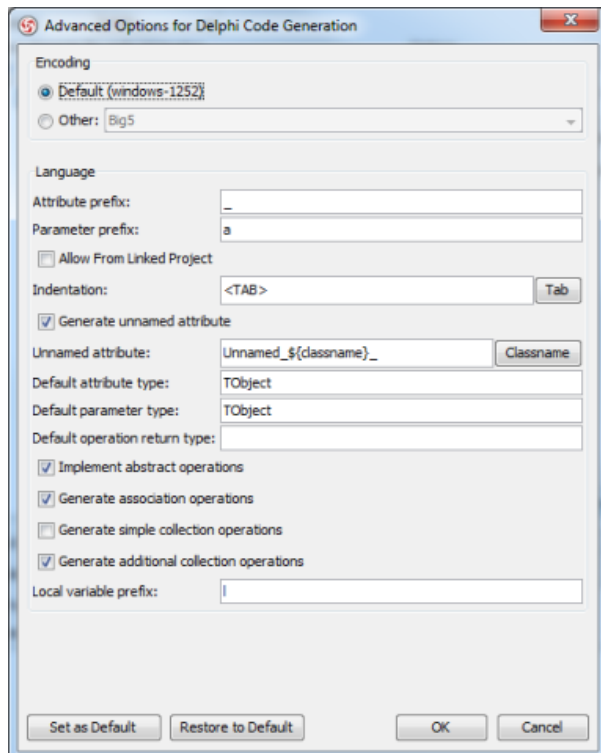 Advanced Options for Delphi Code Generation
Encoding
Default (windows-1252)
Other: Big5
Language
Attribute prefix: _
Parameter prefix: a
Allow From Linked Project
Indentation: <TAB> Tab
Generate unnamed attribute
Unnamed attribute: Unnamed_${classname}_ Classname
Default attribute type: TObject
Default parameter type: TObject
Default operation return type:
Implement abstract operations
Generate association operations
Generate simple collection operations
Generate additional collection operations
Local variable prefix: l
Set as Default Restore to Default OK Cancel